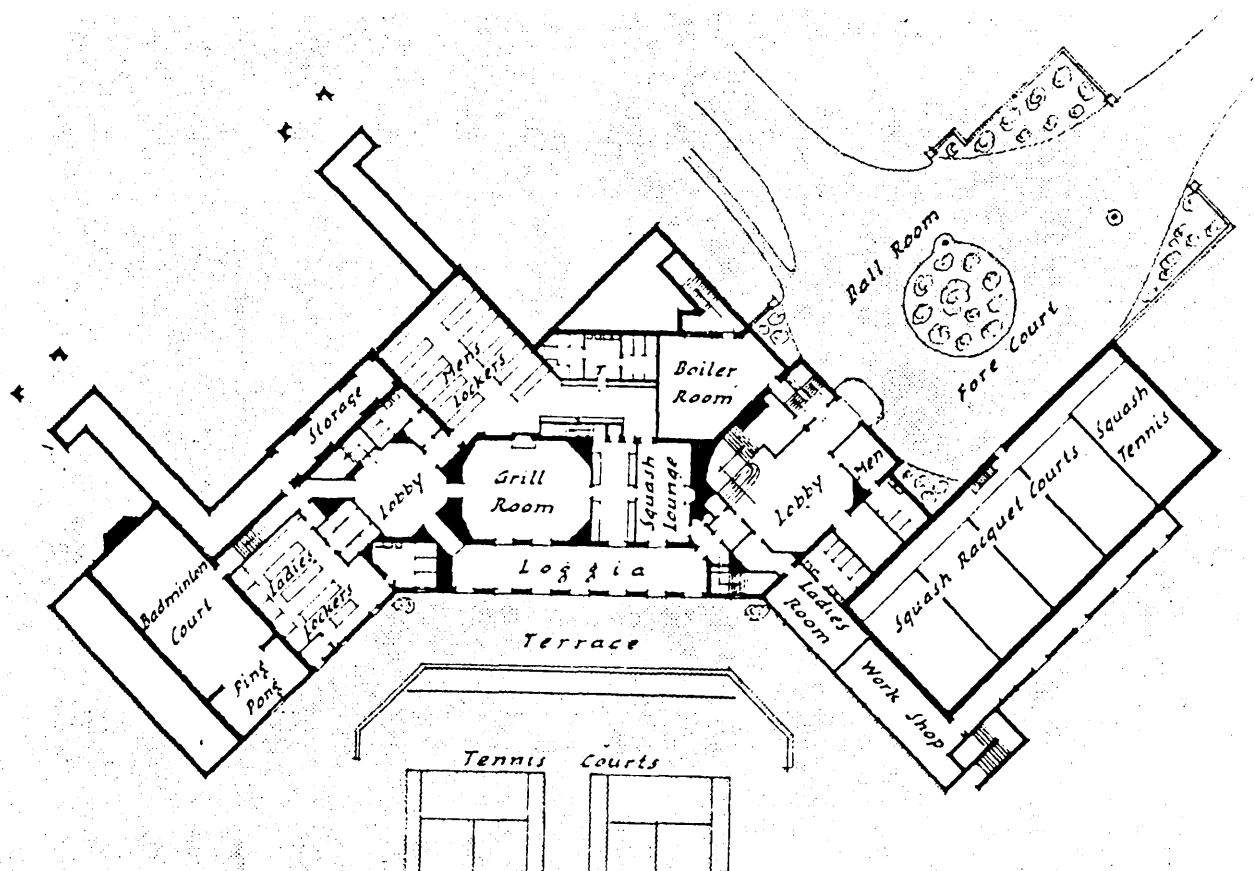 Ball Room
Fore Court
Mens
Lockers
Boiler
Room
Storage
Squash
Tennis
Grill
Room
Squash
Lounge
Men
Lobby
Lobby
Squash Racquet Courts
Loggia
Badminton
Court
Ladies
Lockers
Ladies
Room
Ping
Pong
Terrace
Work Shop
Tennis Courts